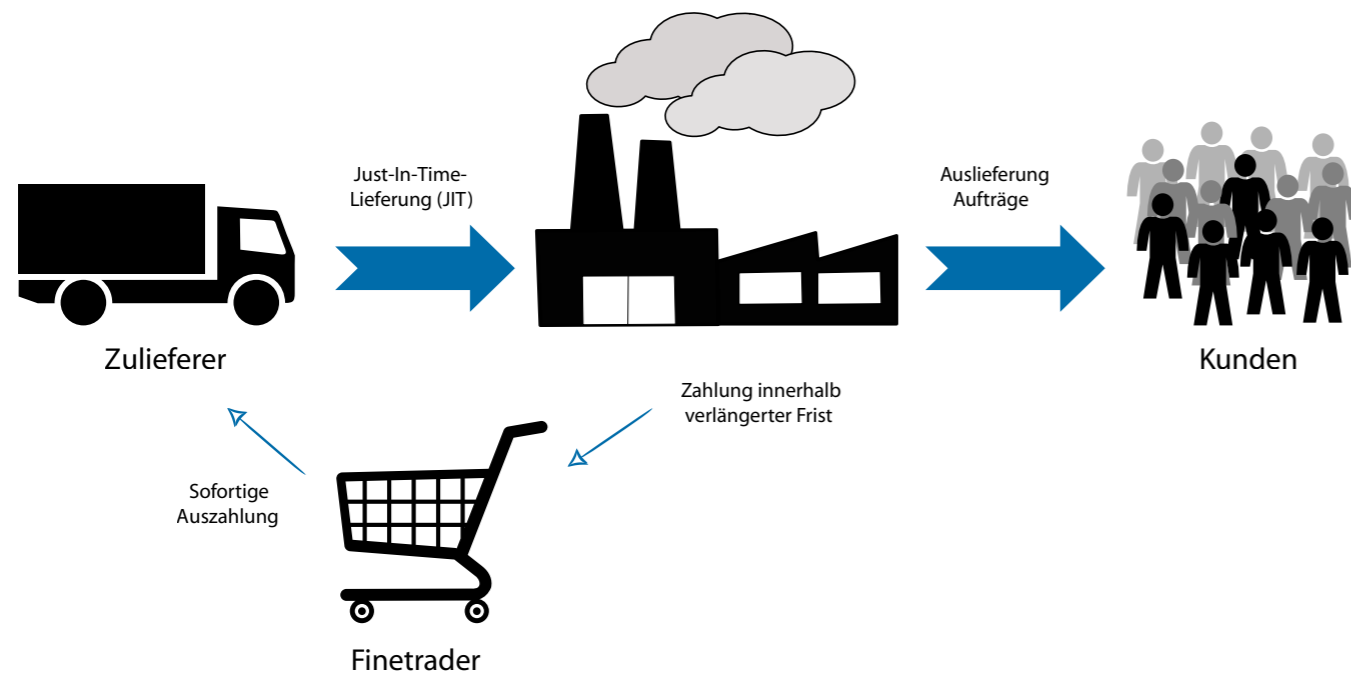 Just-In-Time-
Lieferung (JIT)
Auslieferung
Aufträge
Zulieferer
Kunden
Zahlung innerhalb
verlängerter Frist
Sofortige
Auszahlung
Finetrader